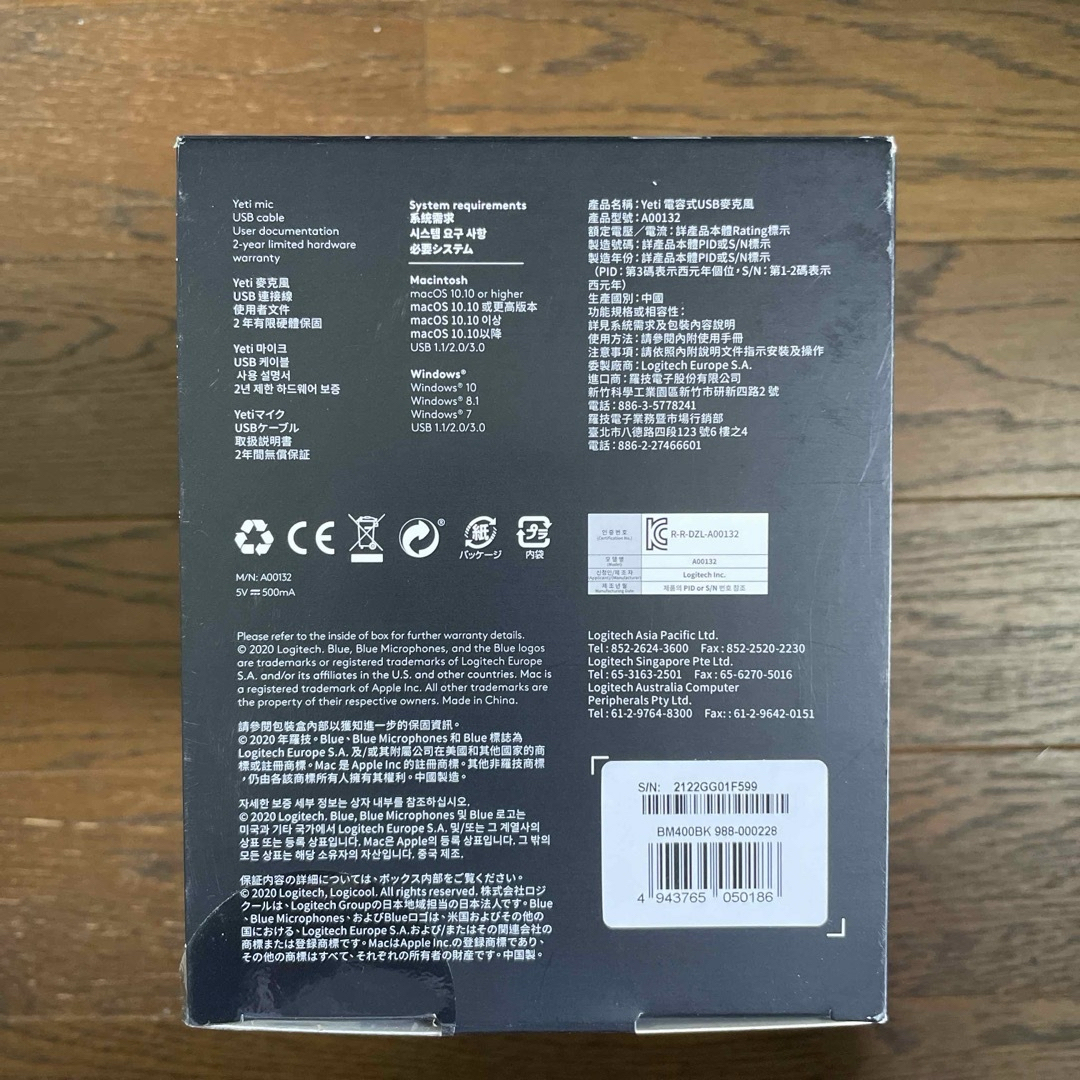 Yeti mic
USB cable
User documentation
2-year limited hardware
warranty
Yeti 麥克風
USB 連接線
使用者文件
2 年有限硬體保固
Yeti 마이크
USB 케이블
사용 설명서
2년 제한 하드웨어 보증
Yetiマイク
USBケーブル
取扱説明書
2年間無償保証
System requirements
系統需求
시스템 요구 사항
必要システム
Macintosh
macOS 10.10 or higher
macOS 10.10 或更高版本
macOS 10.10 이상
macOS 10.10以降
USB 1.1/2.0/3.0
Windows®
Windows® 10
Windows® 8.1
Windows® 7
USB 1.1/2.0/3.0
產品名稱：Yeti 電容式USB麥克風
產品型號：A00132
額定電壓／電流：詳產品本體Rating標示
製造號碼：詳產品本體PID或S/N標示
製造年份：詳產品本體PID或S/N標示
（PID：第3碼表示西元年個位，S/N：第1-2碼表示
西元年）
生產國別：中國
功能規格或相容性：
詳見系統需求及包裝內容說明
使用方法：請參閱內附使用手冊
注意事項：請依照內附說明文件指示安裝及操作
委製廠商：Logitech Europe S.A.
進口商：羅技電子股份有限公司
新竹科學工業園區新竹市研新四路2 號
電話：886-3-5778241
羅技電子業務暨市場行銷部
臺北市八德路四段123 號6 樓之4
電話：886-2-27466601
CE
®
紙
パッケージ
プラ
内袋
M/N: A00132
5V ⎓ 500mA
인증번호
(Certification No.)
R-R-DZL-A00132
모델명
(Model)
A00132
신청인/제조자
(Applicant)/(Manufacturer)
Logitech Inc.
제조년월
Manufacturing date
제품의 PID or S/N 번호 참조
Please refer to the inside of box for further warranty details.
© 2020 Logitech. Blue, Blue Microphones, and the Blue logos
are trademarks or registered trademarks of Logitech Europe
S.A. and/or its affiliates in the U.S. and other countries. Mac is
a registered trademark of Apple Inc. All other trademarks are
the property of their respective owners. Made in China.
請參閱包裝盒內部以獲知進一步的保固資訊。
© 2020 年羅技。Blue、Blue Microphones 和 Blue 標誌為
Logitech Europe S.A. 及/或其附屬公司在美國和其他國家的商
標或註冊商標。Mac 是 Apple Inc 的註冊商標。其他非羅技商標
，仍由各該商標所有人擁有其權利。中國製造。
자세한 보증 세부 정보는 상자 내부를 참조하십시오.
© 2020 Logitech. Blue, Blue Microphones 및 Blue 로고는
미국과 기타 국가에서 Logitech Europe S.A. 및/또는 그 계열사의
상표 또는 등록 상표입니다. Mac은 Apple의 등록 상표입니다. 그 밖의
모든 상표는 해당 소유자의 자산입니다. 중국 제조.
保証内容の詳細については、ボックス内部をご覧ください。
© 2020 Logitech, Logicool. All rights reserved. 株式会社ロジ
クールは、Logitech Groupの日本地域担当の日本法人です。Blue
、Blue Microphones、およびBlueロゴは、米国およびその他の
国における、Logitech Europe S.A.および/またはその関連会社の
商標または登録商標です。MacはApple Inc.の登録商標であり、
その他の商標はすべて、それぞれの所有者の財産です。中国製。
Logitech Asia Pacific Ltd.
Tel : 852-2624-3600 Fax : 852-2520-2230
Logitech Singapore Pte Ltd.
Tel : 65-3163-2501 Fax : 65-6270-5016
Logitech Australia Computer
Peripherals Pty Ltd.
Tel : 61-2-9764-8300 Fax: : 61-2-9642-0151
S/N: 2122GG01F599
BM400BK 988-000228
4 943765 050186